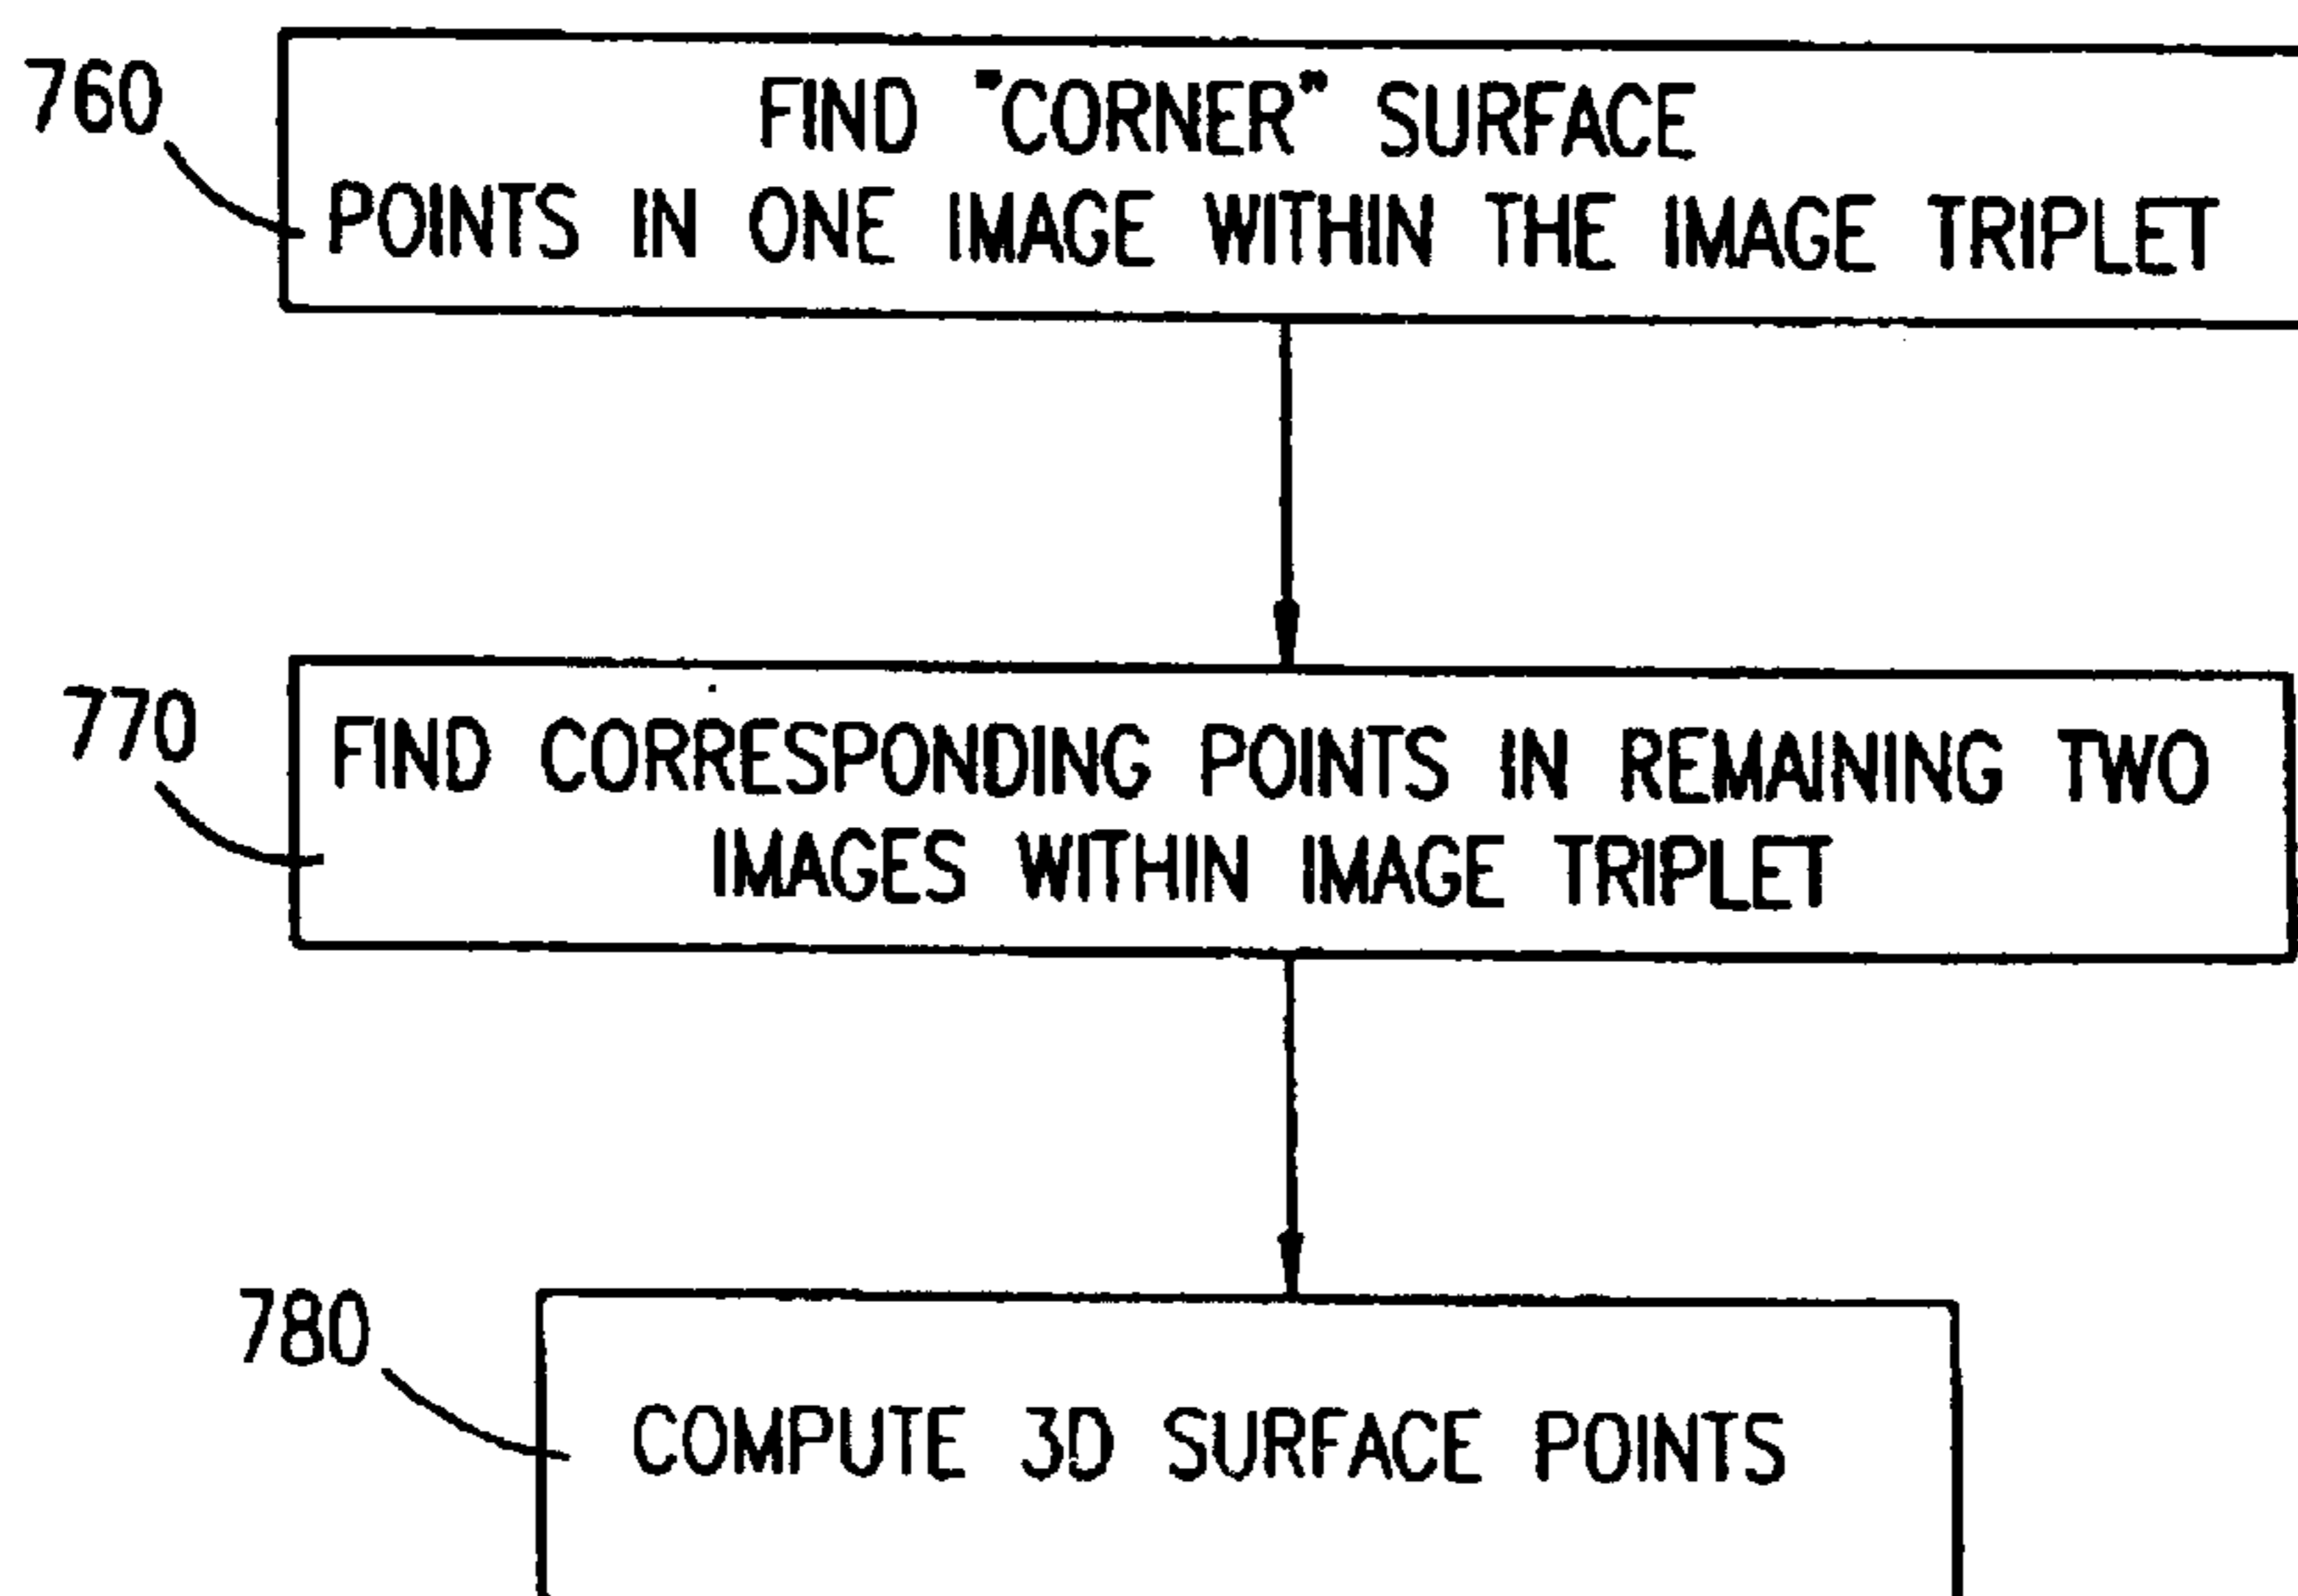 760
FIND "CORNER" SURFACE
POINTS IN ONE IMAGE WITHIN THE IMAGE TRIPLET
770
FIND CORRESPONDING POINTS IN REMAINING TWO
IMAGES WITHIN IMAGE TRIPLET
780
COMPUTE 3D SURFACE POINTS